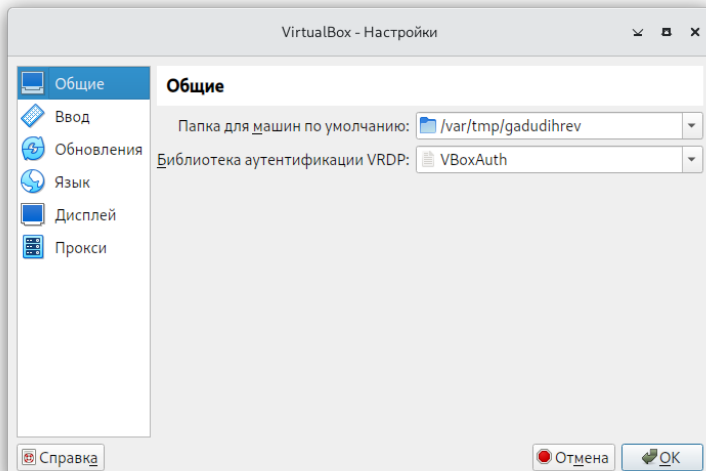 VirtualBox - Настройки
Общие
Ввод
Обновления
Язык
Дисплей
Прокси
Общие
Папка для машин по умолчанию: /var/tmp/gadudihrev
Библиотека аутентификации VRDP: VBoxAuth
Справка
Отмена
OK